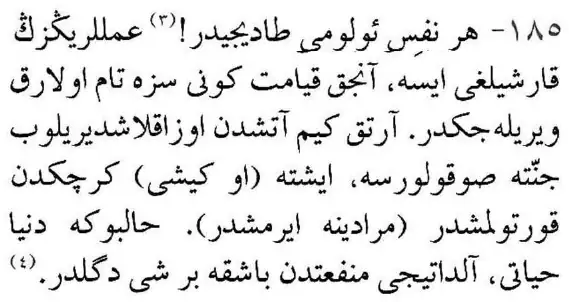 ١٨٥- هر نفس ئولومى طاديجيدر!(٣) عمللريڭزڭ
قارشيلغى ايسه، آنجق قيامت كونى سزه تام اولارق
ويريله‌جكدر. آرتق كيم آتشدن اوزاقلاشديريلوب
جنّته صوقولورسه، ايشته (او كيشى) كرچكدن
قورتولمشدر (مرادينه ايرمشدر). حالبوكه دنيا
حياتى، آلداتيجى منفعتدن باشقه بر شى دگلدر.(٤)